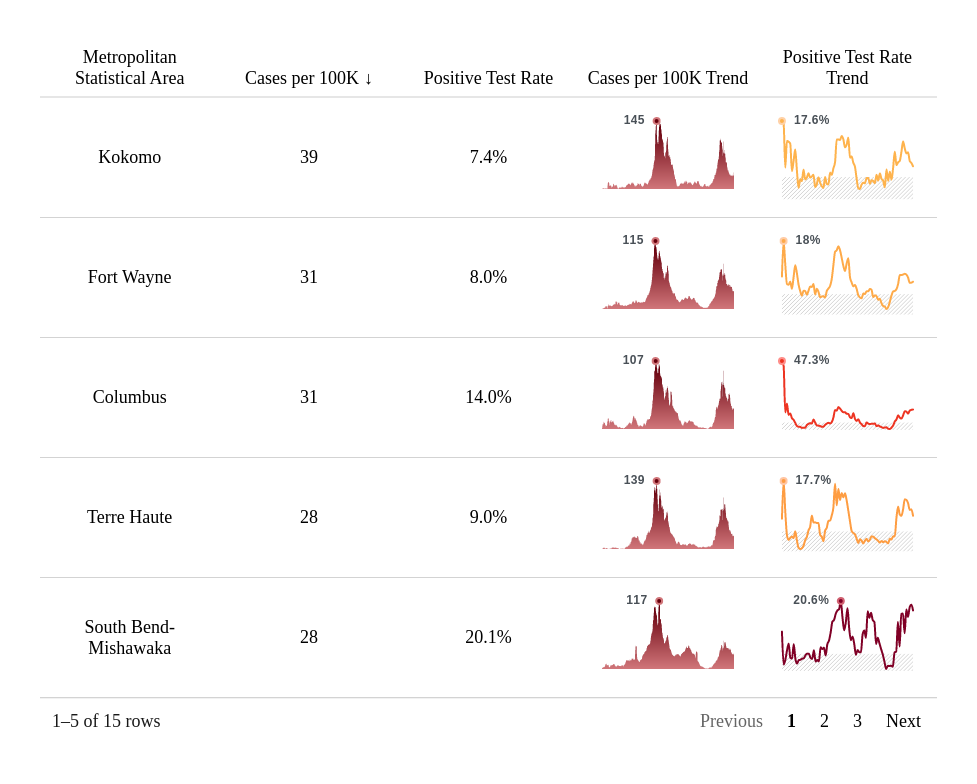 Metropolitan
Statistical Area
Cases per 100K ↓
Positive Test Rate
Cases per 100K Trend
Positive Test Rate
Trend
Kokomo
39
7.4%
145
17.6%
Fort Wayne
31
8.0%
115
18%
Columbus
31
14.0%
107
47.3%
Terre Haute
28
9.0%
139
17.7%
South Bend-
Mishawaka
28
20.1%
117
20.6%
1–5 of 15 rows
Previous 1 2 3 Next